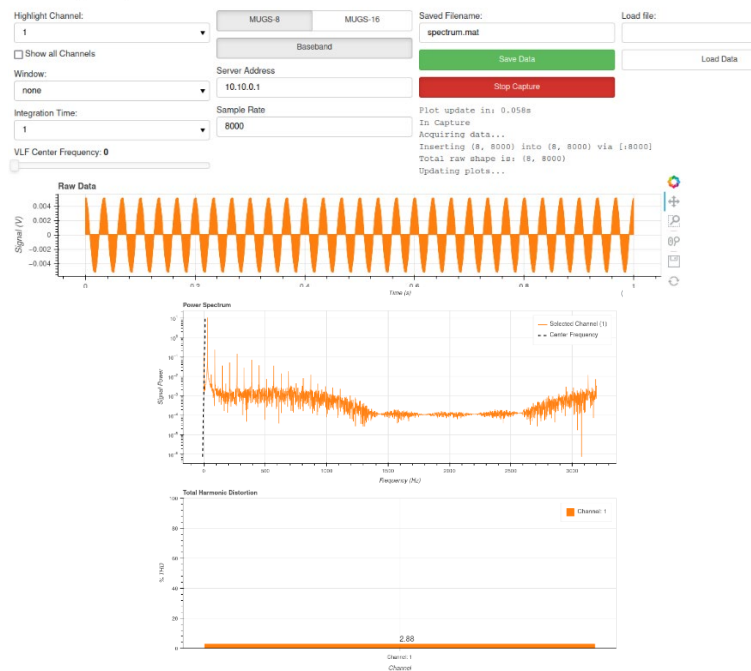 Highlight Channel:
1
Show all Channels
Window:
none
Integration Time:
1
VLF Center Frequency: 0
MUGS-8 MUGS-16
Baseband
Server Address
10.10.0.1
Sample Rate
8000
Saved Filename:
spectrum.mat
Save Data
Stop Capture
Load file:
Load Data
Plot update in: 0.058s
In Capture
Acquiring data...
Inserting (8, 8000) into (8, 8000) via [:8000]
Total raw shape is: (8, 8000)
Updating plots...
Raw Data
Signal (V)
0.004
0.002
0.000
−0.002
−0.004
0 0.2 0.4 0.6 0.8 1
Time (s)
Power Spectrum
Signal Power
Selected Channel (1)
Center Frequency
0 500 1000 1500 2000 2500 3000
Frequency (Hz)
Total Harmonic Distortion
% THD
100
80
60
40
20
0
Channel: 1
2.88
Channel: 1
Channel